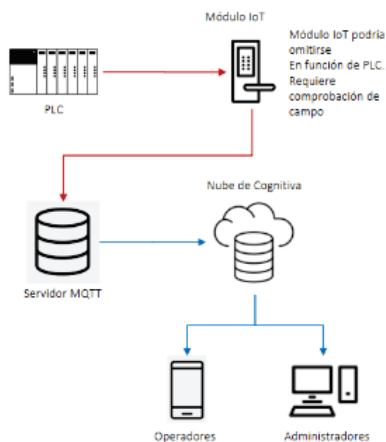 Módulo IoT
Módulo IoT podría
omitirse
En función de PLC.
Requiere
comprobación de
campo
PLC
Nube de Cognitiva
Servidor MQTT
Operadores
Administradores